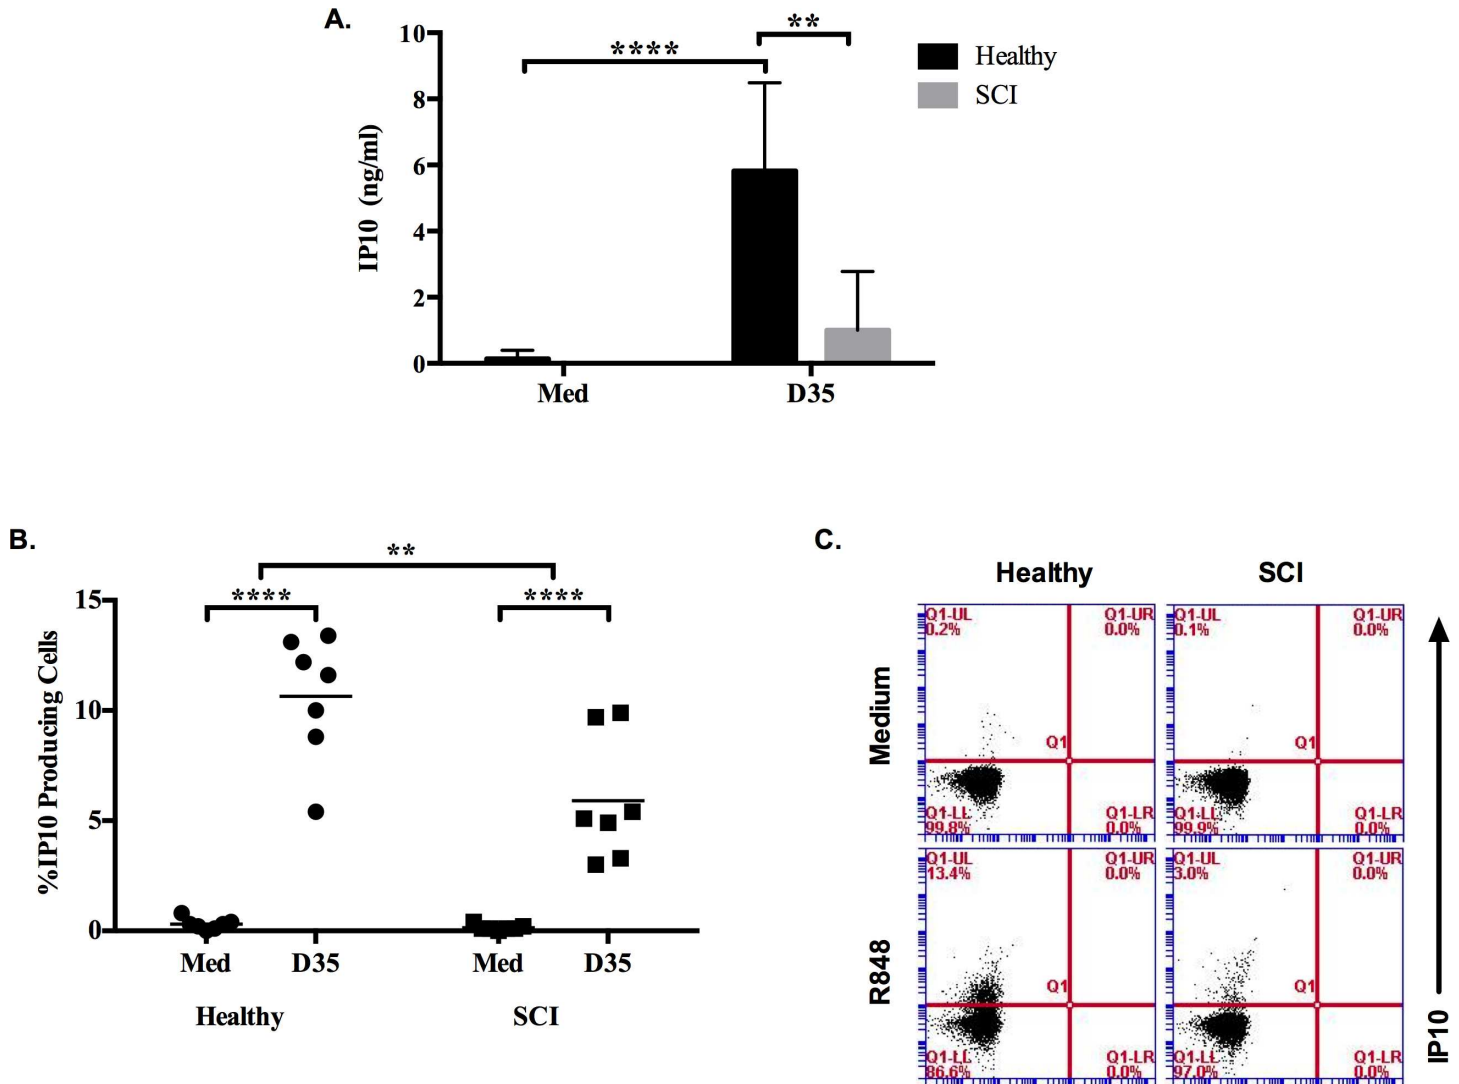 A.
10
8
6
4
2
0
IP10 (ng/ml)
****
**
Healthy
SCI
Med
D35
B.
**
****
****
15
10
5
0
%IP10 Producing Cells
Med
D35
Med
D35
Healthy
SCI
C.
Healthy
SCI
Medium
Q1-UL
0.2%
Q1-UR
0.0%
Q1
Q1-LL
99.8%
Q1-LR
0.0%
Q1-UL
0.1%
Q1-UR
0.0%
Q1
Q1-LL
99.9%
Q1-LR
0.0%
R848
Q1-UL
13.4%
Q1-UR
0.0%
Q1
Q1-LL
86.6%
Q1-LR
0.0%
Q1-UL
3.0%
Q1-UR
0.0%
Q1
Q1-LL
97.0%
Q1-LR
0.0%
IP10